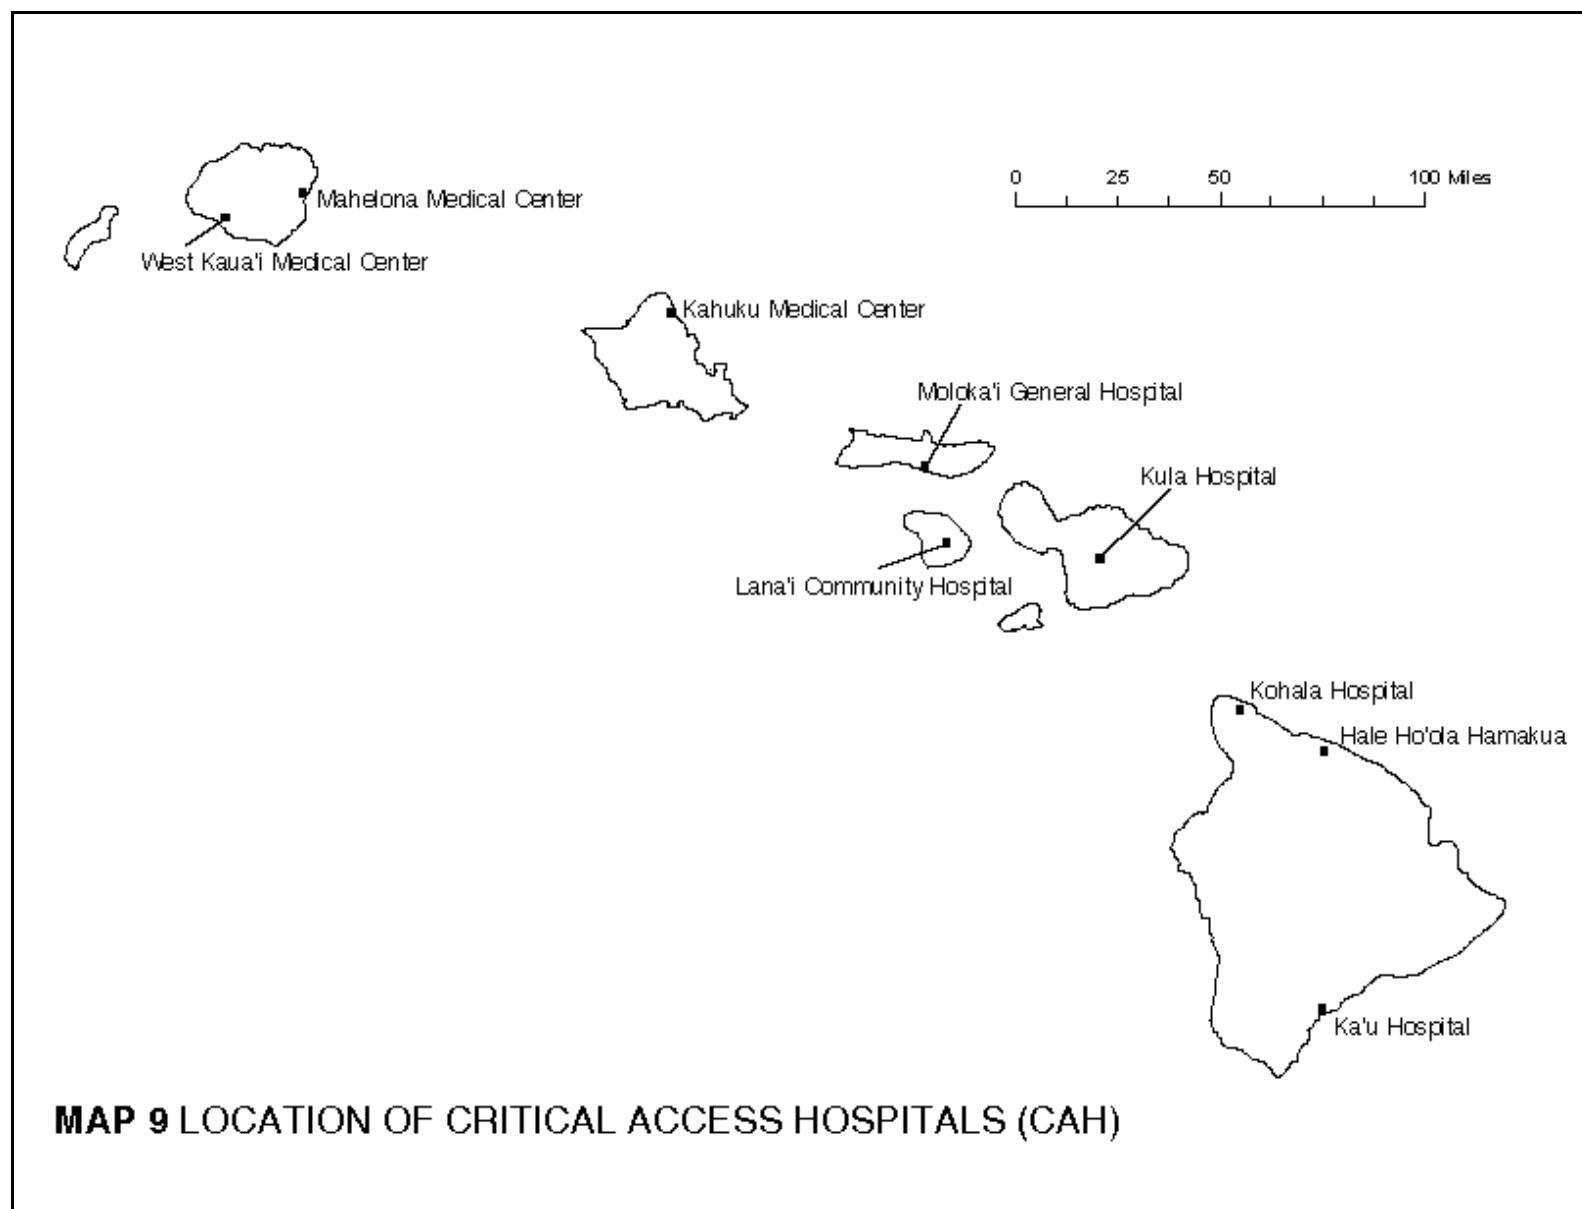 0 25 50 100 Miles
Mahelona Medical Center
West Kaua'i Medical Center
Kahuku Medical Center
Moloka'i General Hospital
Kula Hospital
Lana'i Community Hospital
Kohala Hospital
Hale Ho'ola Hamakua
Ka'u Hospital
MAP 9 LOCATION OF CRITICAL ACCESS HOSPITALS (CAH)